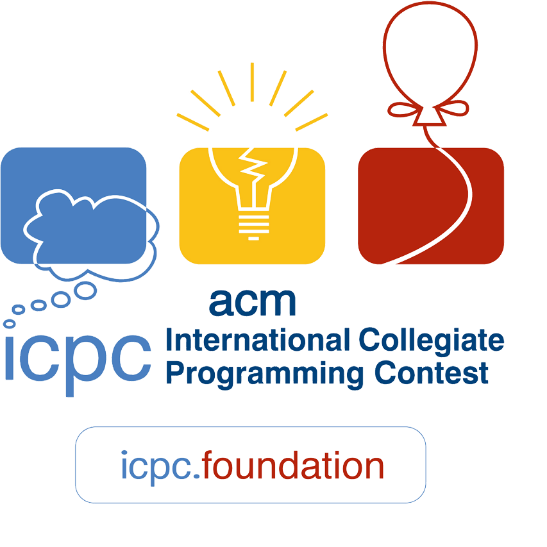 acm
icpc International Collegiate
Programming Contest
icpc.foundation